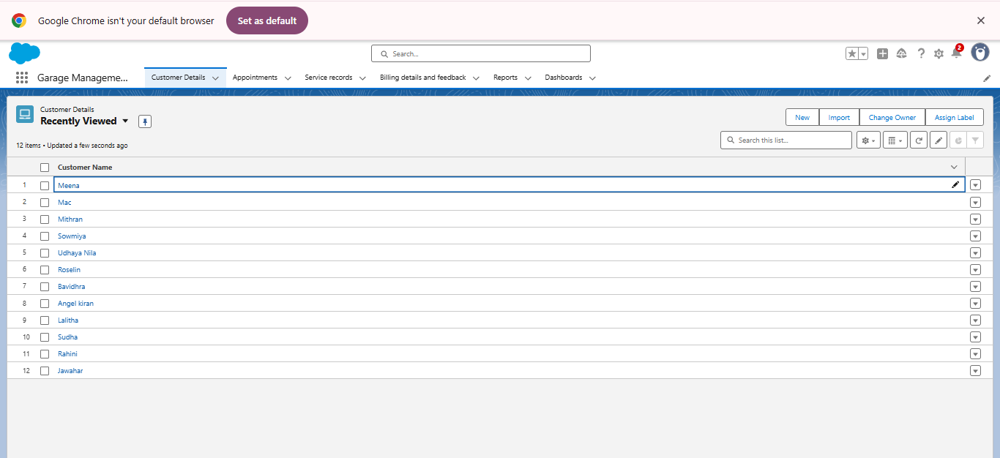 Google Chrome isn't your default browser
Set as default
Search...
2
Garage Manageme...
Customer Details
Appointments
Service records
Billing details and feedback
Reports
Dashboards
Customer Details
Recently Viewed
New
Import
Change Owner
Assign Label
12 items • Updated a few seconds ago
Search this list...
Customer Name
1 Meena
2 Mac
3 Mithran
4 Sowmiya
5 Udhaya Nila
6 Roselin
7 Bavidhra
8 Angel kiran
9 Lalitha
10 Sudha
11 Rahini
12 Jawahar